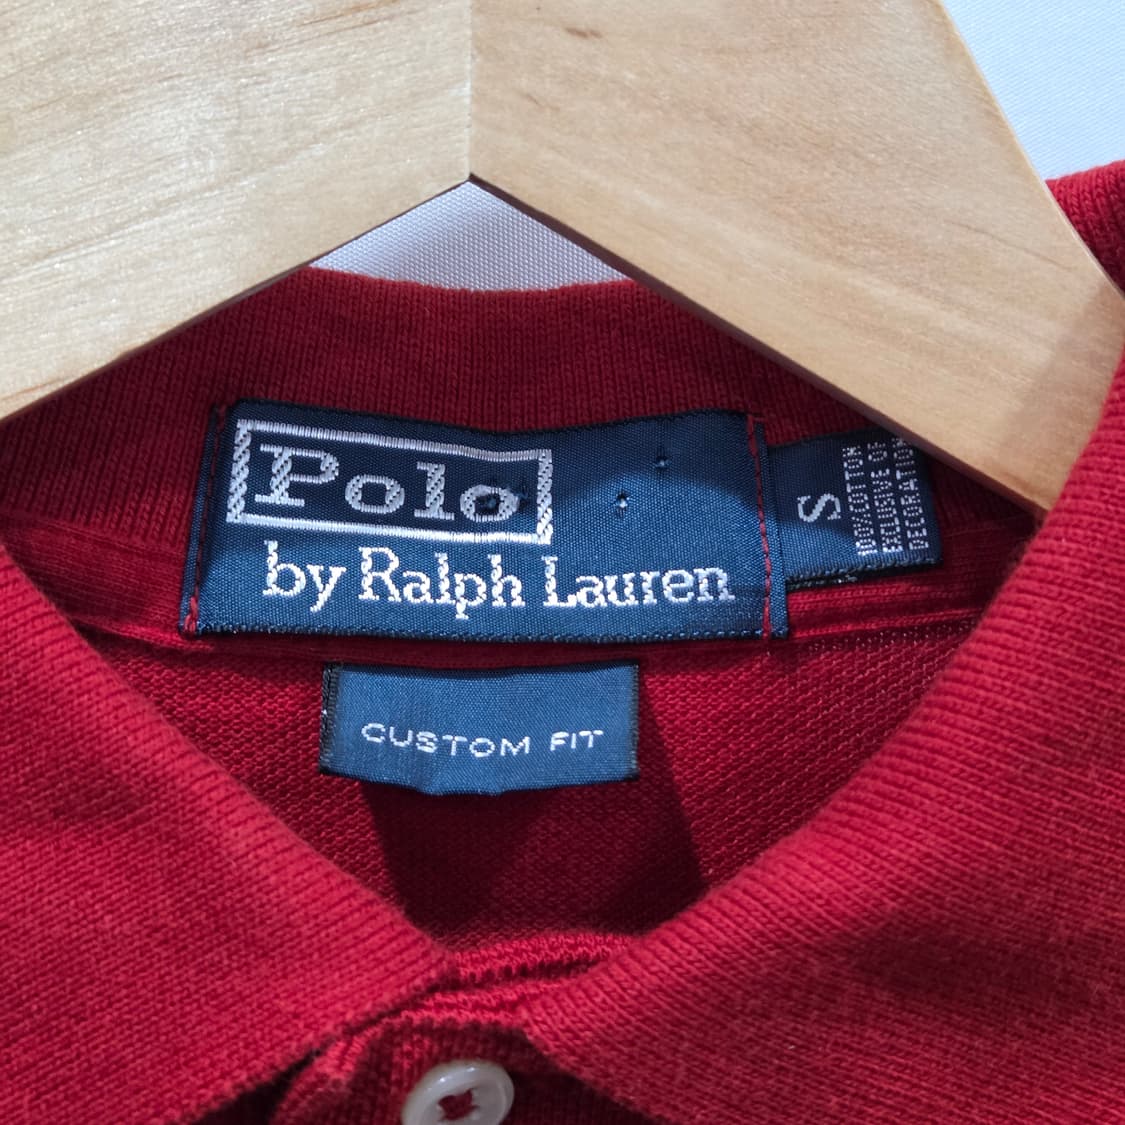 Polo
by Ralph Lauren
S
100% COTTON
EXCLUSIVE OF
DECORATION
CUSTOM FIT